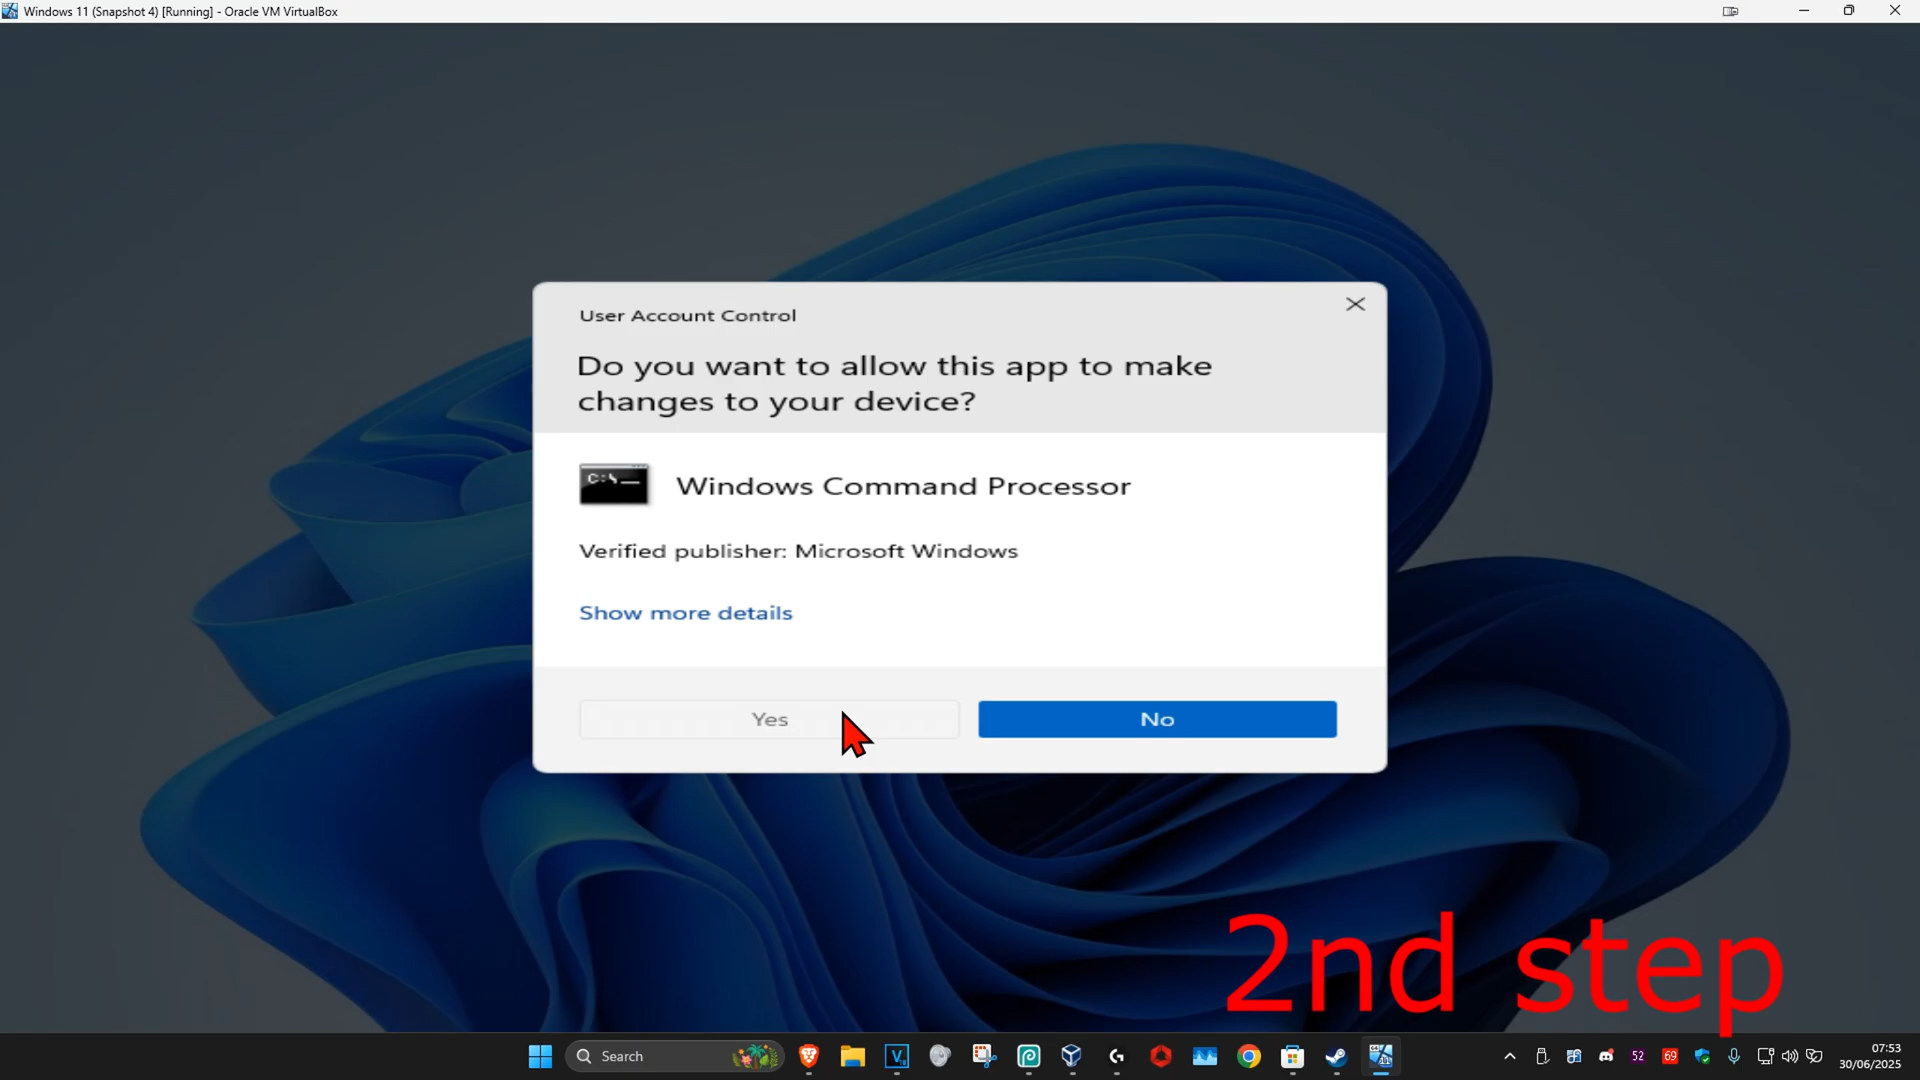 Windows 11 (Snapshot 4) [Running] - Oracle VM VirtualBox
User Account Control
Do you want to allow this app to make
changes to your device?
C:\
Windows Command Processor
Verified publisher: Microsoft Windows
Show more details
Yes
No
2nd step
Search
52
69
07:53
30/06/2025